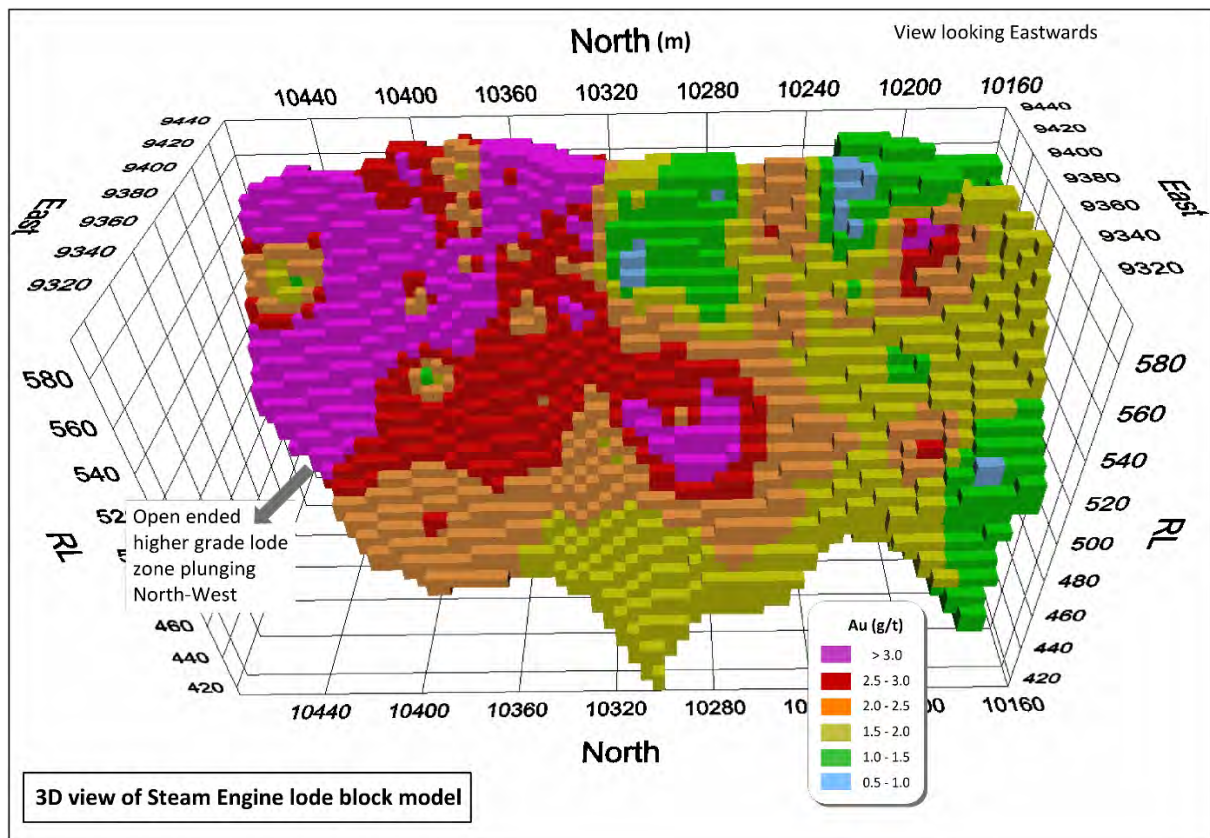 North (m)
View looking Eastwards
10440 10400 10360 10320 10280 10240 10200 10160
9440 9440
9420 9420
9400 9400
9380 9380
9360 9360
9340 9340
9320 9320
East East
580 580
560 560
540 540
520
500
480
460 460
440 440
420 420
RL RL
Open ended
higher grade lode
zone plunging
North-West
10440 10400 10360 10320 10280 10160
North
Au (g/t)
> 3.0
2.5 - 3.0
2.0 - 2.5
1.5 - 2.0
1.0 - 1.5
0.5 - 1.0
3D view of Steam Engine lode block model